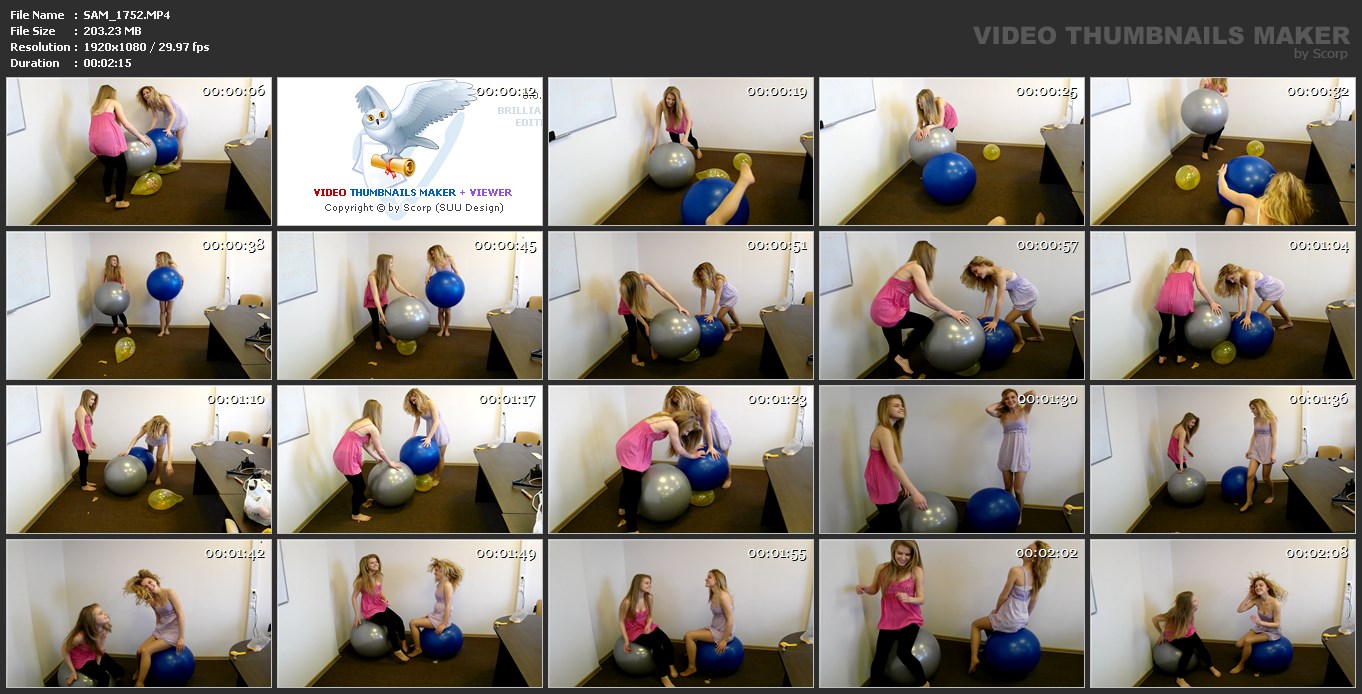 File Name : SAM_1752.MP4
File Size : 203.23 MB
Resolution : 1920x1080 / 29.97 fps
Duration : 00:02:15
VIDEO THUMBNAILS MAKER
by Scorp
00:00:06
00:00:12
BRILLIA
EDIT
VIDEO THUMBNAILS MAKER + VIEWER
Copyright © by Scorp (SUU Design)
00:00:19
00:00:25
00:00:32
00:00:38
00:00:45
00:00:51
00:00:57
00:01:04
00:01:10
00:01:17
00:01:23
00:01:30
00:01:36
00:01:42
00:01:49
00:01:55
00:02:02
00:02:08